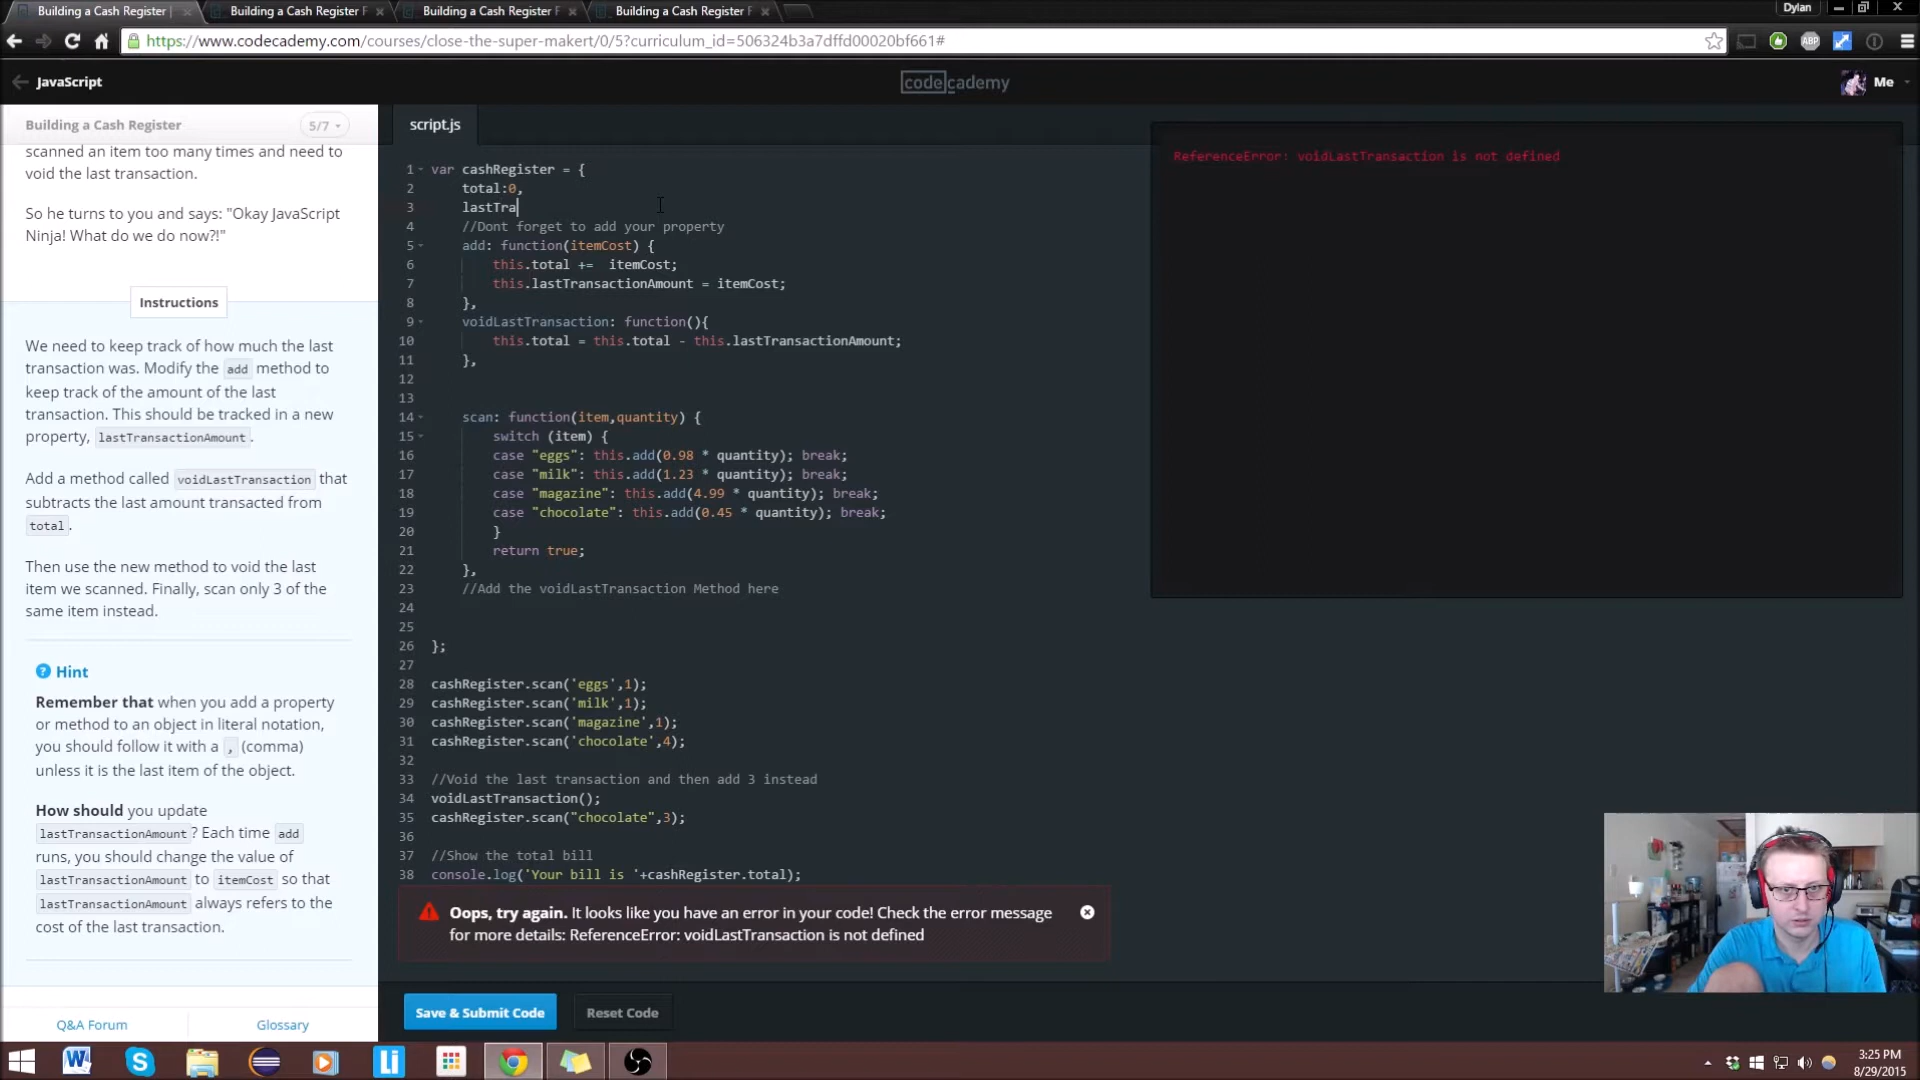 Building a Cash Register |
Building a Cash Register F
Building a Cash Register F
Building a Cash Register F
Dylan
https://www.codecademy.com/courses/close-the-super-makert/0/5?curriculum_id=506324b3a7dffd00020bf661#
ABP
JavaScript
codecademy
Me
Building a Cash Register
5/7
scanned an item too many times and need to
void the last transaction.
So he turns to you and says: "Okay JavaScript
Ninja! What do we do now?!"
Instructions
We need to keep track of how much the last
transaction was. Modify the add method to
keep track of the amount of the last
transaction. This should be tracked in a new
property, lastTransactionAmount.
Add a method called voidLastTransaction that
subtracts the last amount transacted from
total.
Then use the new method to void the last
item we scanned. Finally, scan only 3 of the
same item instead.
? Hint
Remember that when you add a property
or method to an object in literal notation,
you should follow it with a , (comma)
unless it is the last item of the object.
How should you update
lastTransactionAmount? Each time add
runs, you should change the value of
lastTransactionAmount to itemCost so that
lastTransactionAmount always refers to the
cost of the last transaction.
Q&A Forum
Glossary
script.js
1 var cashRegister = {
2 total:0,
3 lastTra
4 //Dont forget to add your property
5 add: function(itemCost) {
6 this.total += itemCost;
7 this.lastTransactionAmount = itemCost;
8 },
9 voidLastTransaction: function(){
10 this.total = this.total - this.lastTransactionAmount;
11 },
12
13
14 scan: function(item,quantity) {
15 switch (item) {
16 case "eggs": this.add(0.98 * quantity); break;
17 case "milk": this.add(1.23 * quantity); break;
18 case "magazine": this.add(4.99 * quantity); break;
19 case "chocolate": this.add(0.45 * quantity); break;
20 }
21 return true;
22 },
23 //Add the voidLastTransaction Method here
24
25
26 };
27
28 cashRegister.scan('eggs',1);
29 cashRegister.scan('milk',1);
30 cashRegister.scan('magazine',1);
31 cashRegister.scan('chocolate',4);
32
33 //Void the last transaction and then add 3 instead
34 voidLastTransaction();
35 cashRegister.scan("chocolate",3);
36
37 //Show the total bill
38 console.log('Your bill is '+cashRegister.total);
Oops, try again. It looks like you have an error in your code! Check the error message
for more details: ReferenceError: voidLastTransaction is not defined
Save & Submit Code
Reset Code
ReferenceError: voidLastTransaction is not defined
3:25 PM
8/29/2015